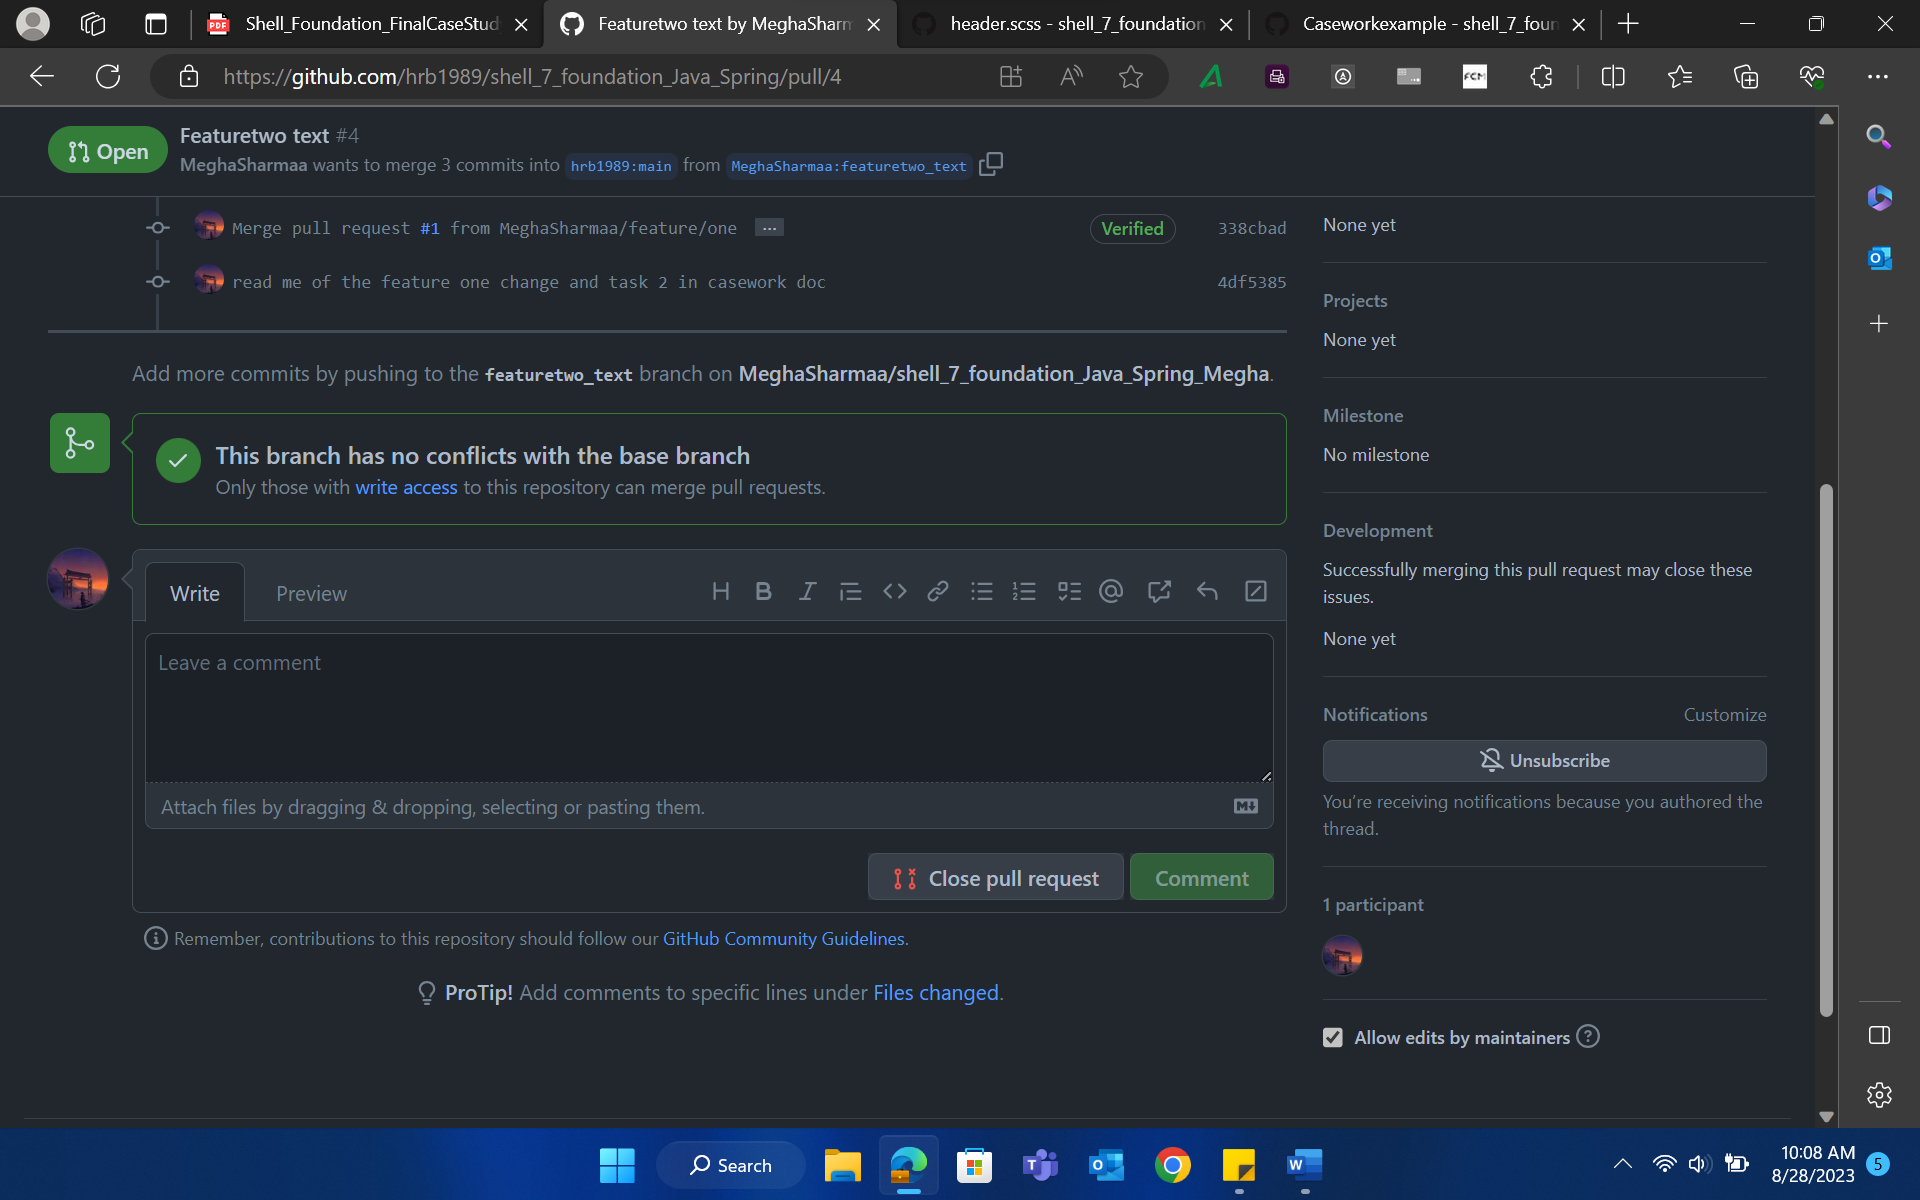 Shell_Foundation_FinalCaseStud
Featuretwo text by MeghaSharm
header.scss - shell_7_foundation
Caseworkexample - shell_7_foun
https://github.com/hrb1989/shell_7_foundation_Java_Spring/pull/4
Open
Featuretwo text #4
MeghaSharmaa wants to merge 3 commits into hrb1989:main from MeghaSharmaa:featuretwo_text
Merge pull request #1 from MeghaSharmaa/feature/one ...
Verified
338cbad
read me of the feature one change and task 2 in casework doc
4df5385
Add more commits by pushing to the featuretwo_text branch on MeghaSharmaa/shell_7_foundation_Java_Spring_Megha.
This branch has no conflicts with the base branch
Only those with write access to this repository can merge pull requests.
Write
Preview
Leave a comment
Attach files by dragging & dropping, selecting or pasting them.
Close pull request
Comment
Remember, contributions to this repository should follow our GitHub Community Guidelines.
ProTip! Add comments to specific lines under Files changed.
None yet
Projects
None yet
Milestone
No milestone
Development
Successfully merging this pull request may close these
issues.
None yet
Notifications
Customize
Unsubscribe
You're receiving notifications because you authored the
thread.
1 participant
Allow edits by maintainers
Search
10:08 AM
8/28/2023
5